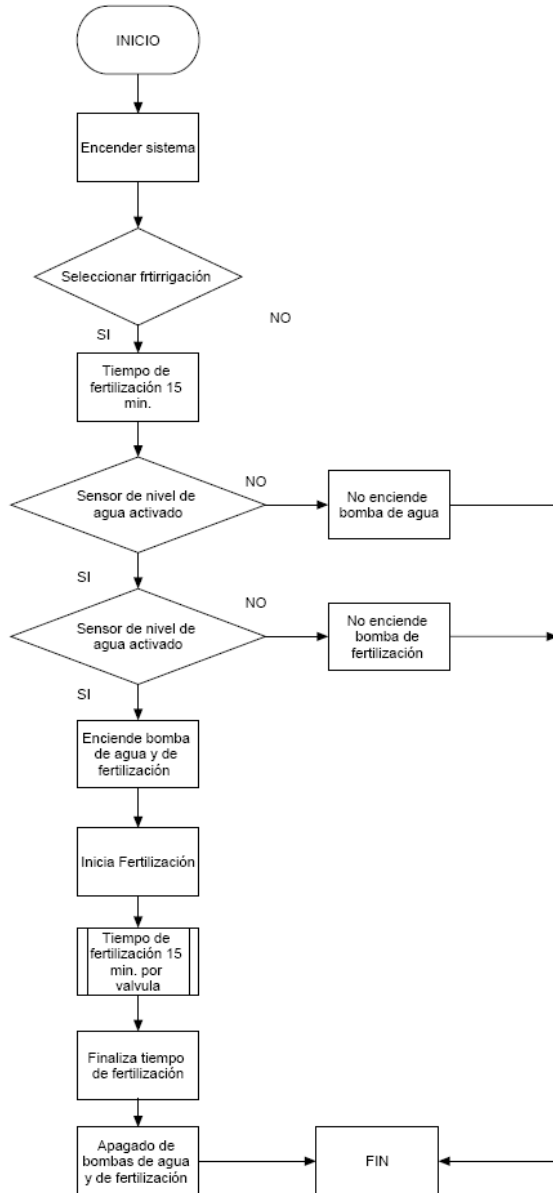 INICIO
Encender sistema
Seleccionar frtirrigación
NO
SI
Tiempo de
fertilización 15
min.
Sensor de nivel de
agua activado
NO
No enciende
bomba de agua
SI
Sensor de nivel de
agua activado
NO
No enciende
bomba de
fertilización
SI
Enciende bomba
de agua y de
fertilización
Inicia Fertilización
Tiempo de
fertilización 15
min. por
valvula
Finaliza tiempo
de fertilización
Apagado de
bombas de agua
y de fertilización
FIN